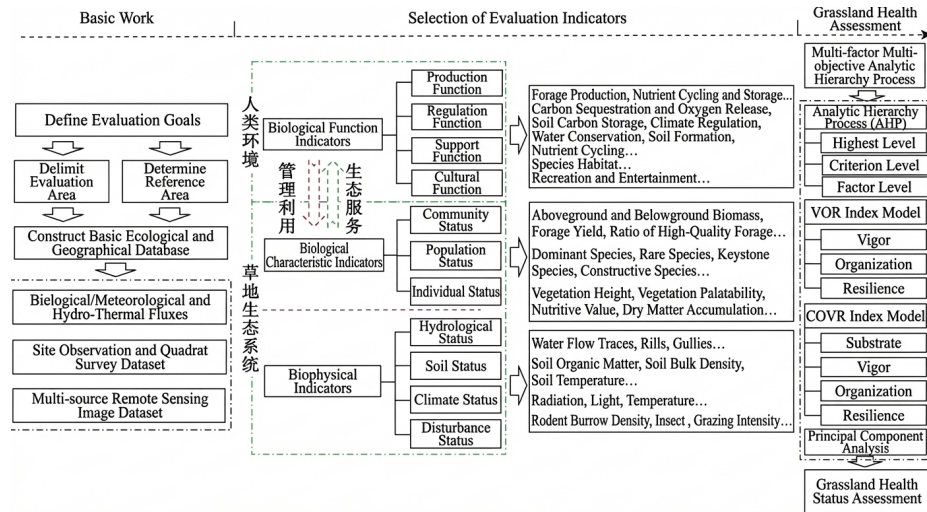 Basic Work
Selection of Evaluation Indicators
Grassland Health
Assessment
Define Evaluation Goals
Delimit
Evaluation
Area
Determine
Reference
Area
Construct Basic Ecological and
Geographical Database
Bielogical/Meteorological and
Hydro-Thermal Fluxes
Site Observation and Quadrat
Survey Dataset
Multi-source Remote Sensing
Image Dataset
人类环境
草地生态系统
Biological Function
Indicators
管理利用
生态服务
Biological
Characteristic Indicators
Biophysical
Indicators
Production
Function
Regulation
Function
Support
Function
Cultural
Function
Community
Status
Population
Status
Individual Status
Hydrological
Status
Soil Status
Climate Status
Disturbance
Status
Forage Production, Nutrient Cycling and Storage...
Carbon Sequestration and Oxygen Release,
Soil Carbon Storage, Climate Regulation,
Water Conservation, Soil Formation,
Nutrient Cycling…
Species Habitat…
Recreation and Entertainment…
Aboveground and Belowground Biomass,
Forage Yield, Ratio of High-Quality Forage…
Dominant Species, Rare Species, Keystone
Species, Constructive Species…
Vegetation Height, Vegetation Palatability,
Nutritive Value, Dry Matter Accumulation…
Water Flow Traces, Rills, Gullies…
Soil Organic Matter, Soil Bulk Density,
Soil Temperature…
Radiation, Light, Temperature…
Rodent Burrow Density, Insect , Grazing Intensity…
Multi-factor Multi-
objective Analytic
Hierarchy Process
Analytic Hierarchy
Process (AHP)
Highest Level
Criterion Level
Factor Level
VOR Index Model
Vigor
Organization
Resilience
COVR Index Model
Substrate
Vigor
Organization
Resilience
Principal Component
Analysis
Grassland Health
Status Assessment